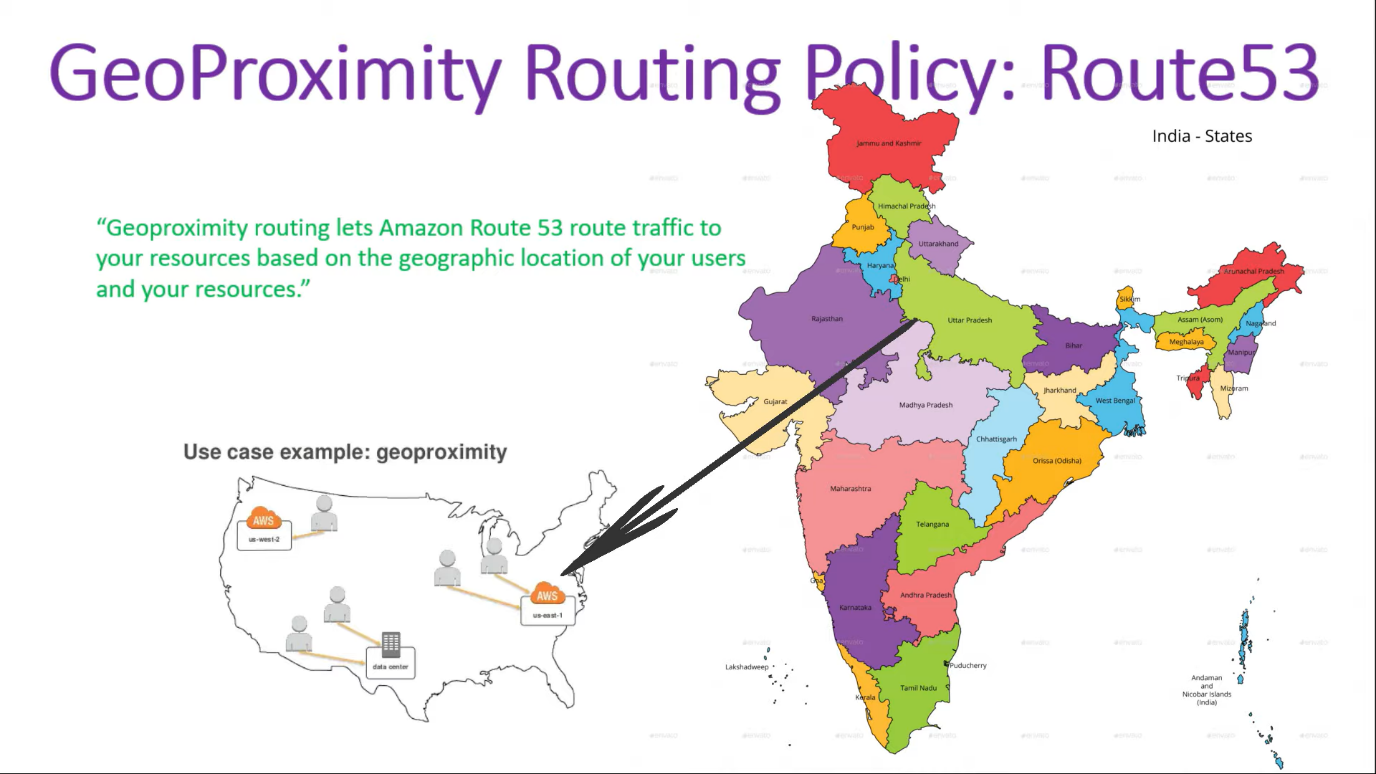 GeoProximity Routing Policy: Route53
India - States
“Geoproximity routing lets Amazon Route 53 route traffic to
your resources based on the geographic location of your users
and your resources.”
Use case example: geoproximity
AWS
us-west-2
AWS
us-east-1
data center
Jammu and Kashmir
Himachal Pradesh
Punjab
Uttarakhand
Haryana
Delhi
Rajasthan
Uttar Pradesh
Bihar
Sikkim
Arunachal Pradesh
Assam (Asom)
Nagaland
Meghalaya
Manipur
Tripura
Mizoram
Gujarat
Madhya Pradesh
Jharkhand
West Bengal
Chhattisgarh
Orissa (Odisha)
Maharashtra
Telangana
Goa
Karnataka
Andhra Pradesh
Lakshadweep
Puducherry
Kerala
Tamil Nadu
Andaman
and
Nicobar Islands
(India)